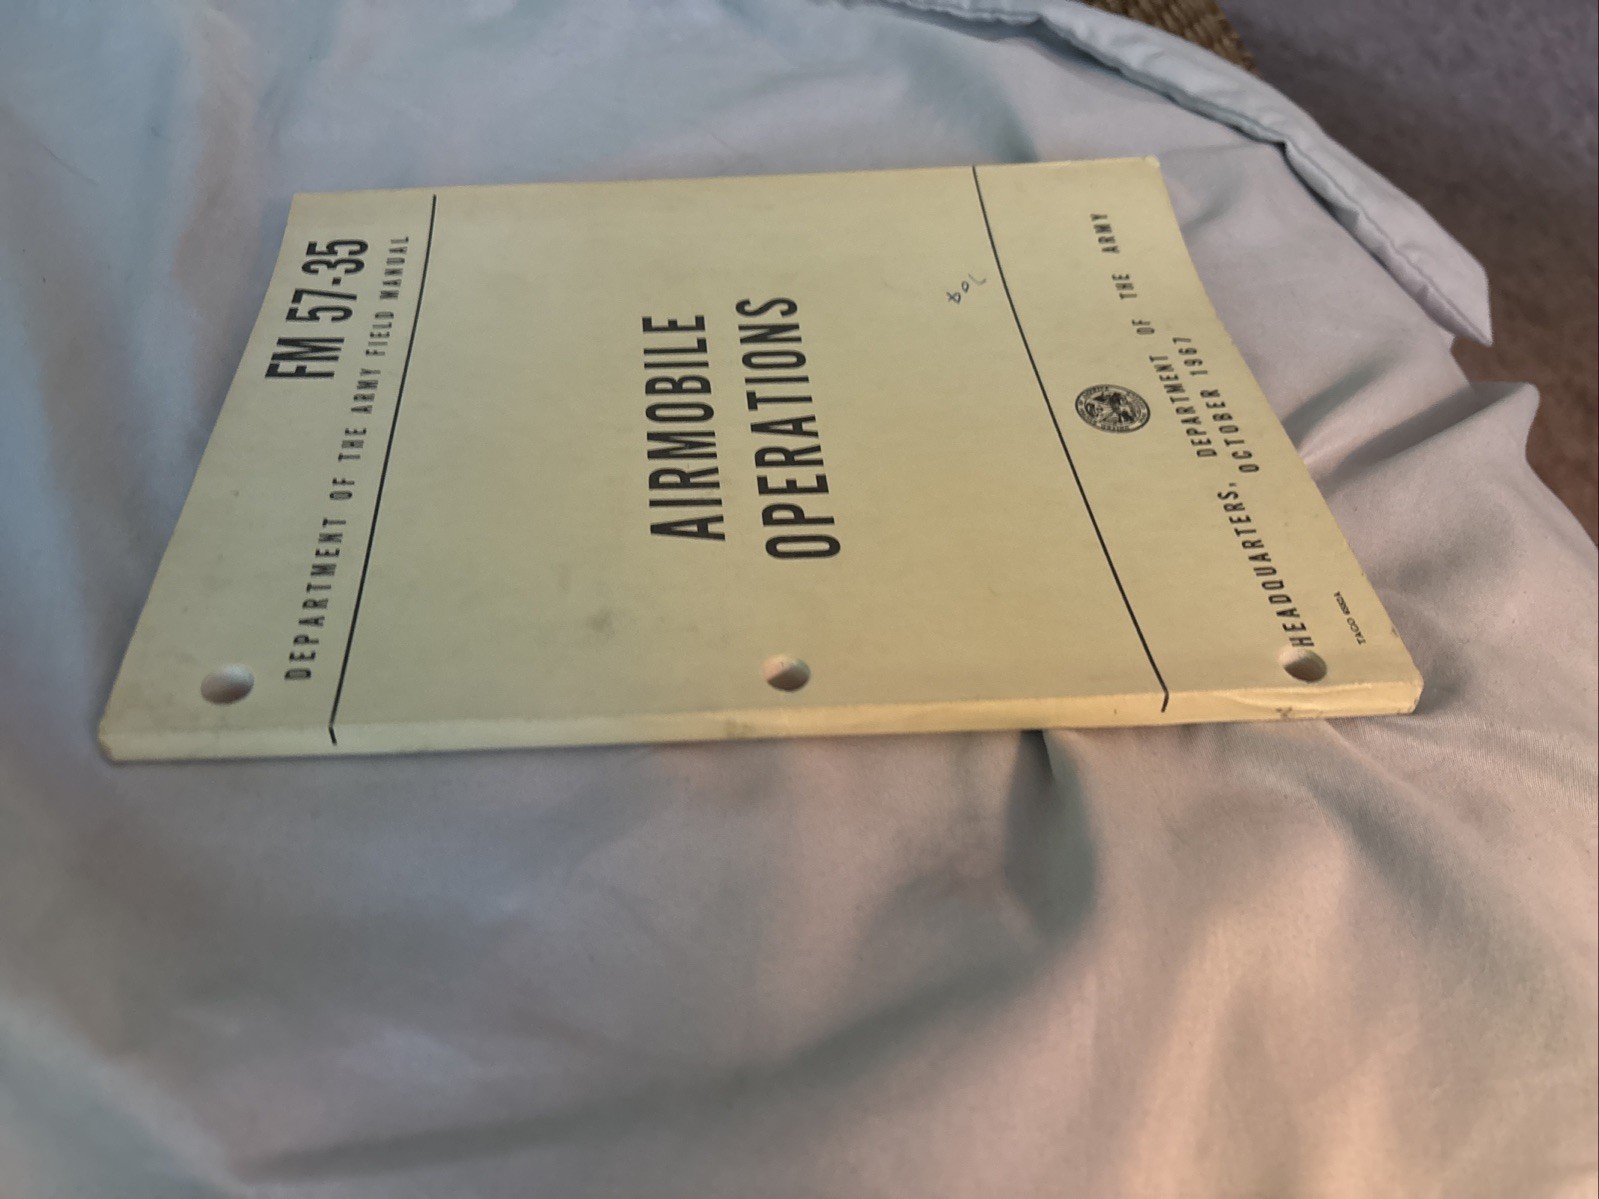 FM 57-35
DEPARTMENT OF THE ARMY FIELD MANUAL
AIRMOBILE
OPERATIONS
HEADQUARTERS, DEPARTMENT OF THE ARMY
OCTOBER 1967